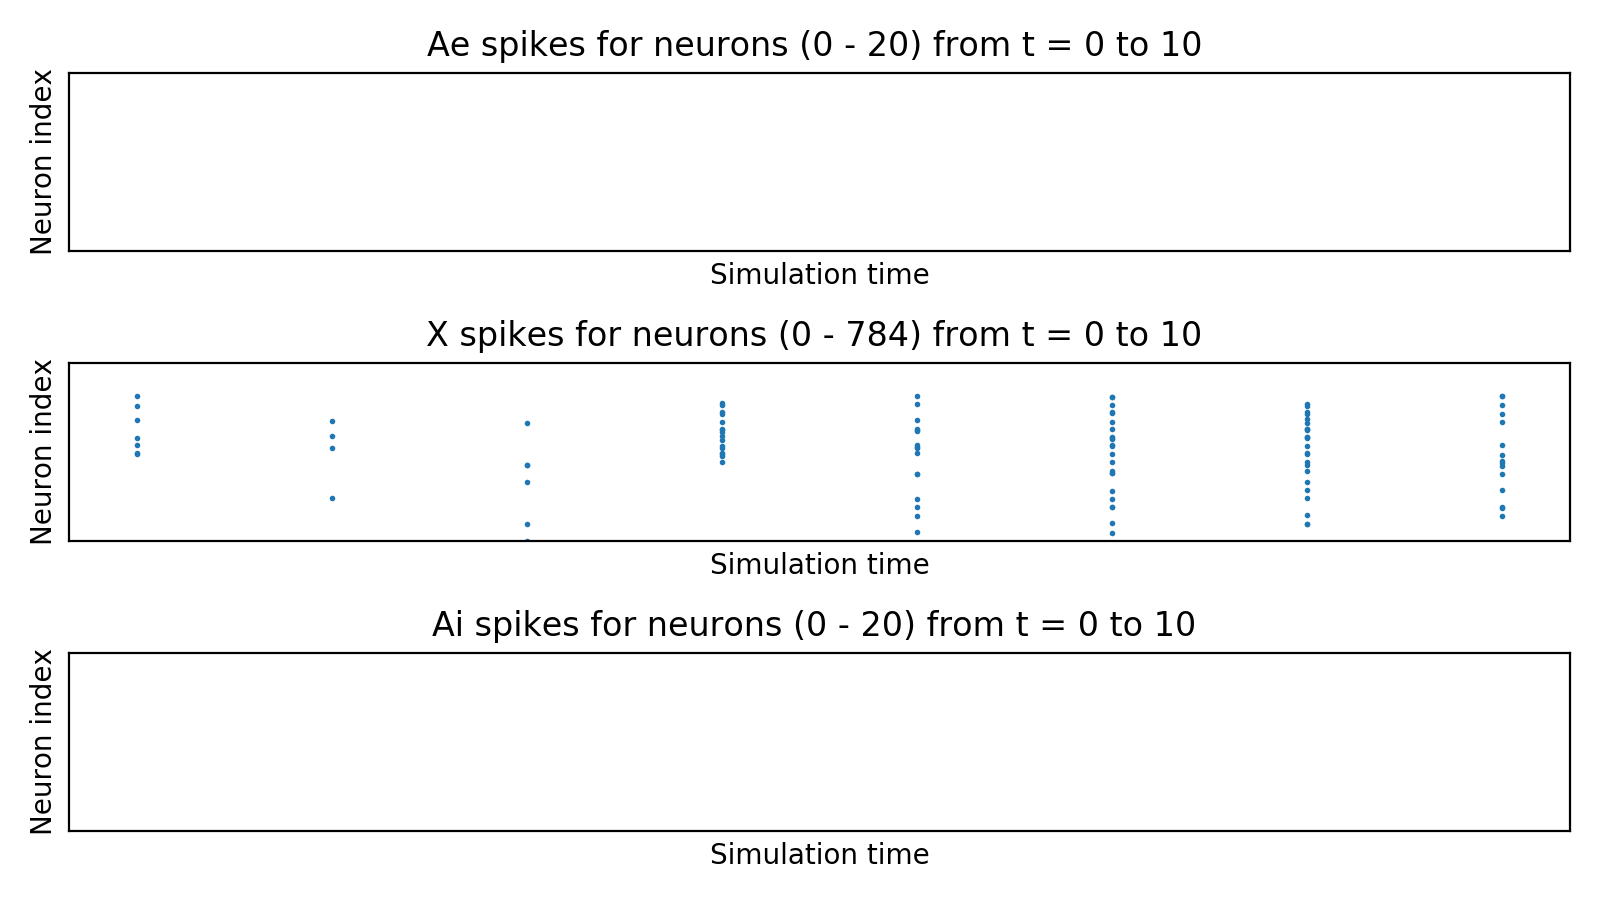 Ae spikes for neurons (0 - 20) from t = 0 to 10
Neuron index
Simulation time
X spikes for neurons (0 - 784) from t = 0 to 10
Neuron index
Simulation time
Ai spikes for neurons (0 - 20) from t = 0 to 10
Neuron index
Simulation time